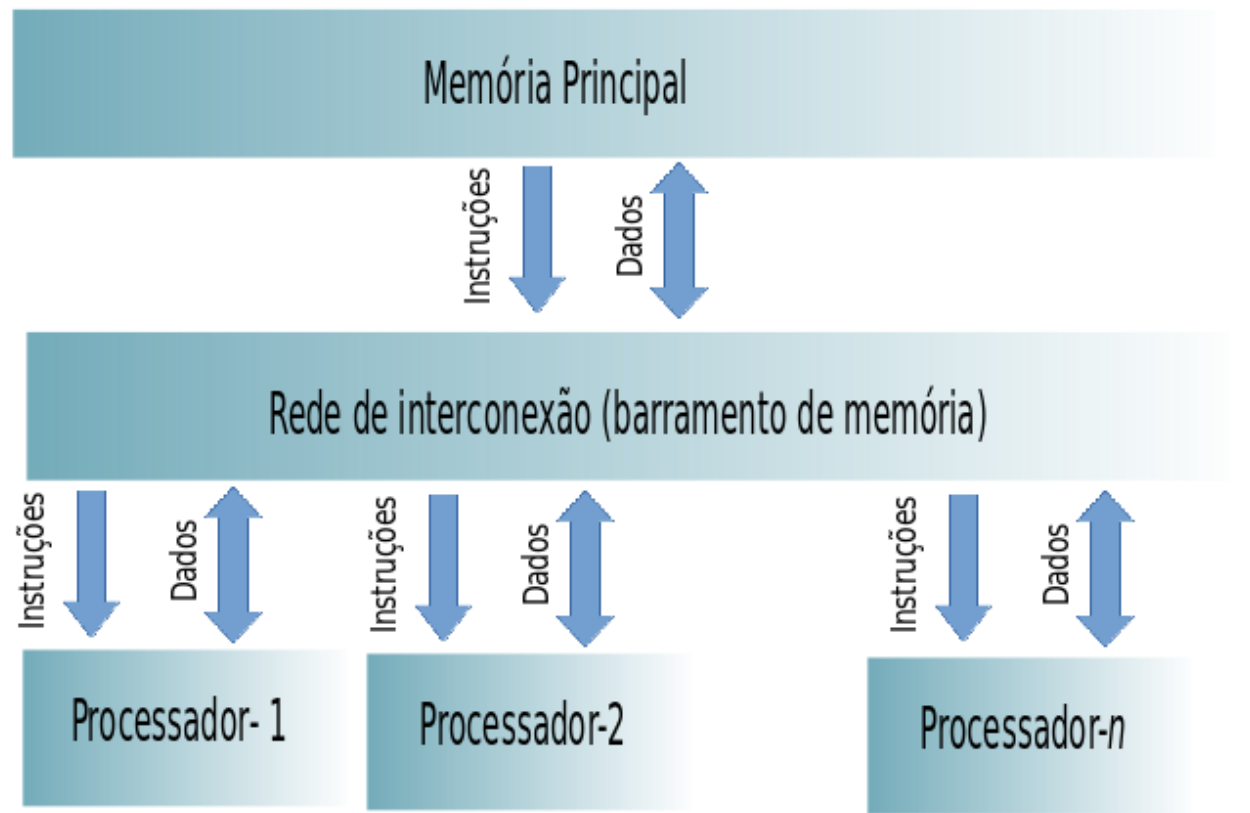 Memória Principal
Instruções
Dados
Rede de interconexão (barramento de memória)
Instruções
Dados
Instruções
Dados
Instruções
Dados
Processador- 1
Processador-2
Processador-n